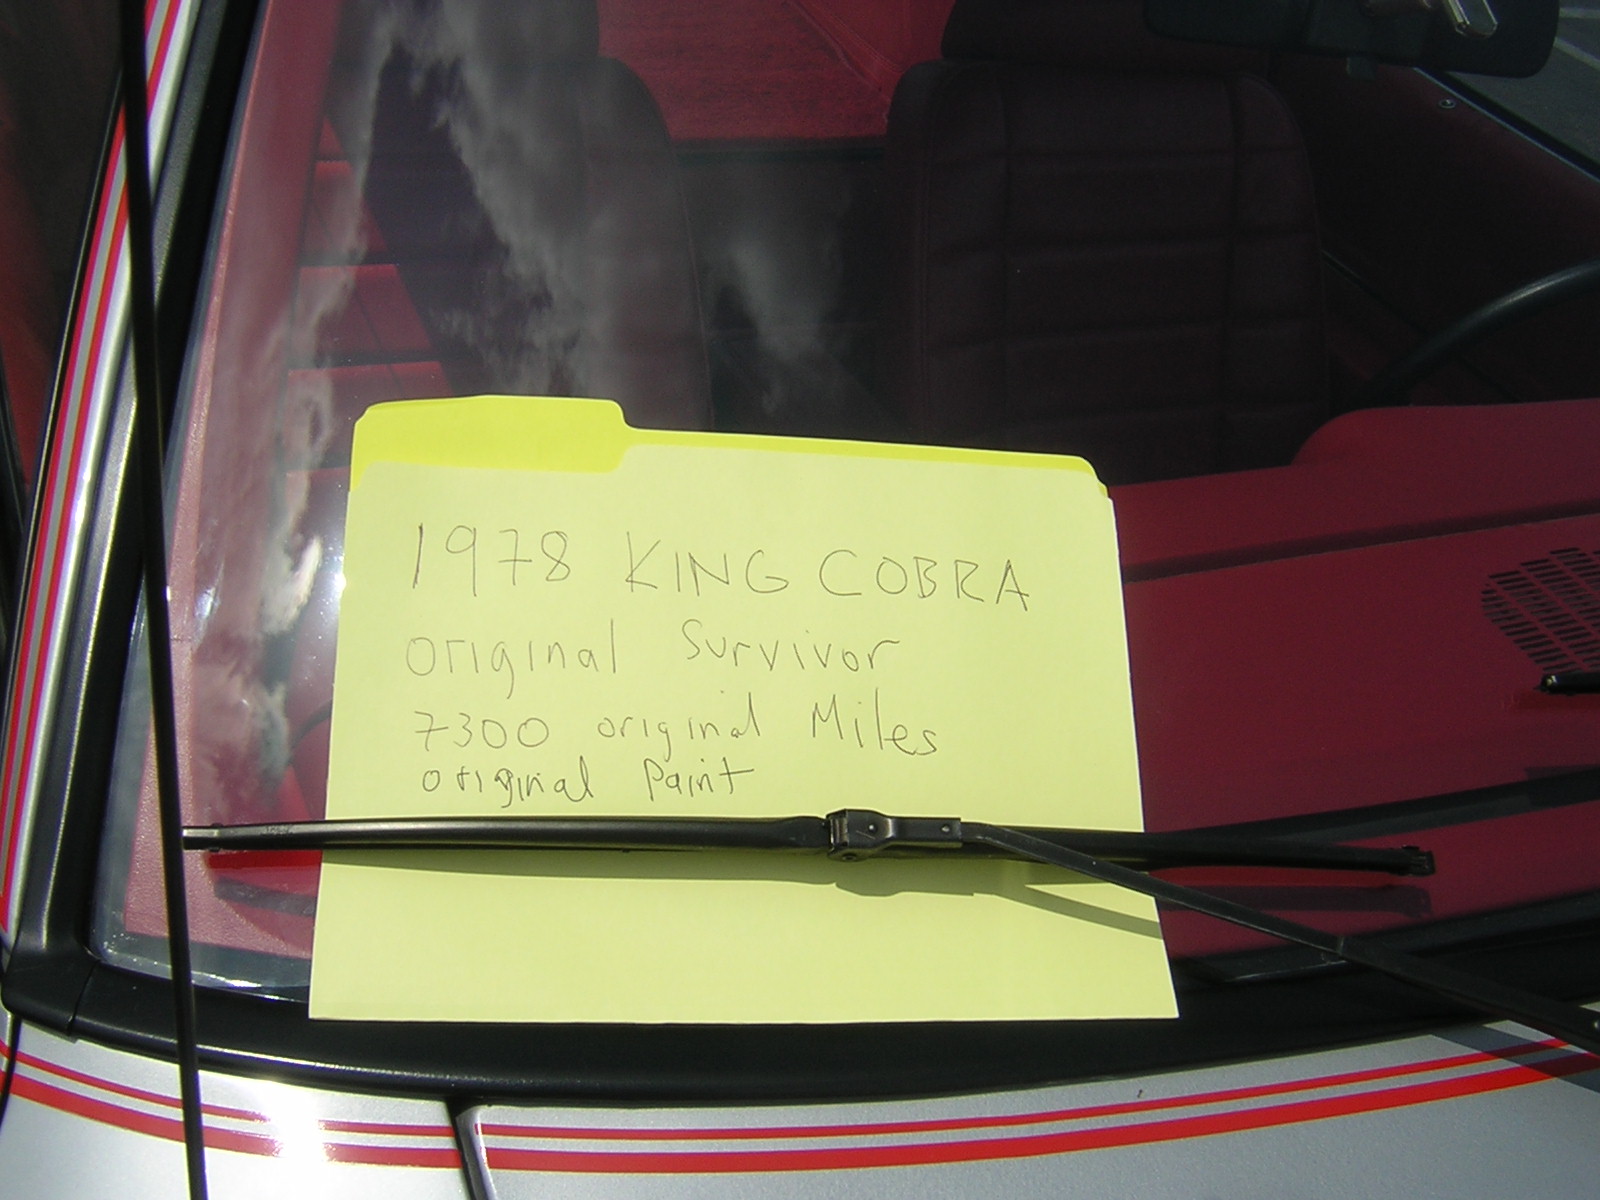 1978 KING COBRA
original Survivor
7300 original Miles
original Paint